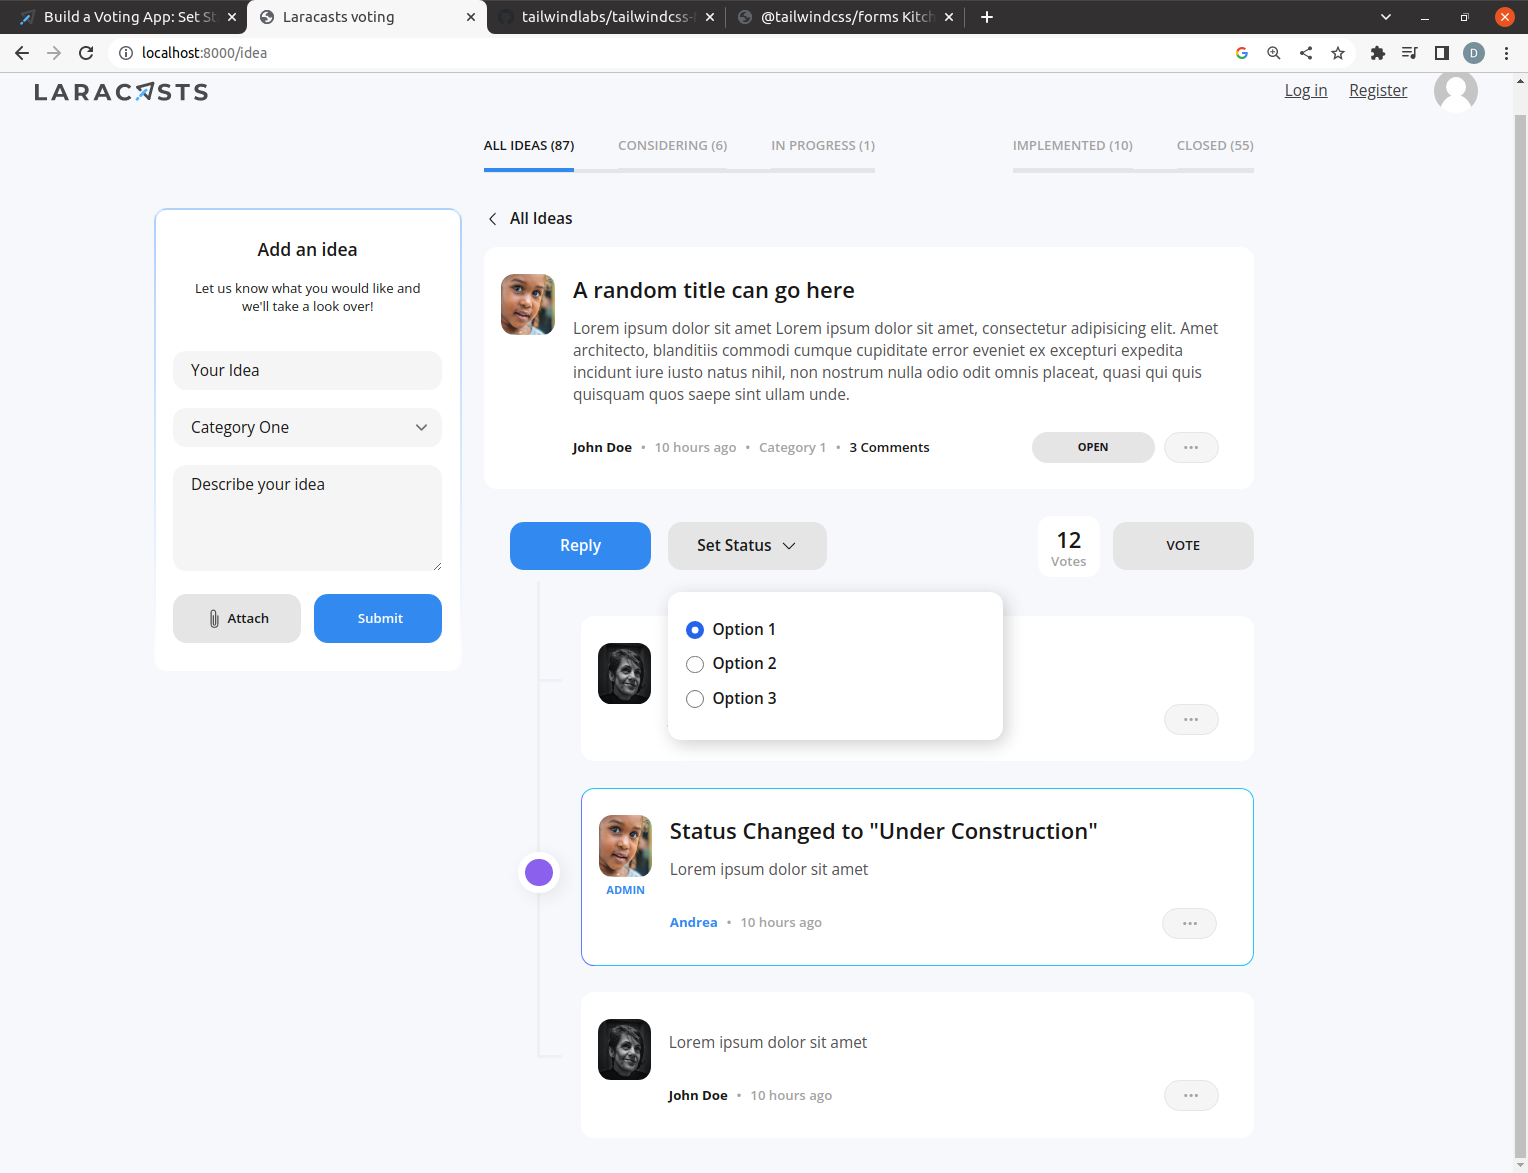 Build a Voting App: Set St
Laracasts voting
tailwindlabs/tailwindcss-
@tailwindcss/forms Kitch
localhost:8000/idea
D
LARACASTS
Log in
Register
ALL IDEAS (87)
CONSIDERING (6)
IN PROGRESS (1)
IMPLEMENTED (10)
CLOSED (55)
Add an idea
Let us know what you would like and
we'll take a look over!
Your Idea
Category One
Describe your idea
Attach
Submit
All Ideas
A random title can go here
Lorem ipsum dolor sit amet Lorem ipsum dolor sit amet, consectetur adipisicing elit. Amet
architecto, blanditiis commodi cumque cupiditate error eveniet ex excepturi expedita
incidunt iure iusto natus nihil, non nostrum nulla odio odit omnis placeat, quasi qui quis
quisquam quos saepe sint ullam unde.
John Doe • 10 hours ago • Category 1 • 3 Comments
OPEN
Reply
Set Status
12
Votes
VOTE
Option 1
Option 2
Option 3
Status Changed to "Under Construction"
Lorem ipsum dolor sit amet
ADMIN
Andrea • 10 hours ago
Lorem ipsum dolor sit amet
John Doe • 10 hours ago